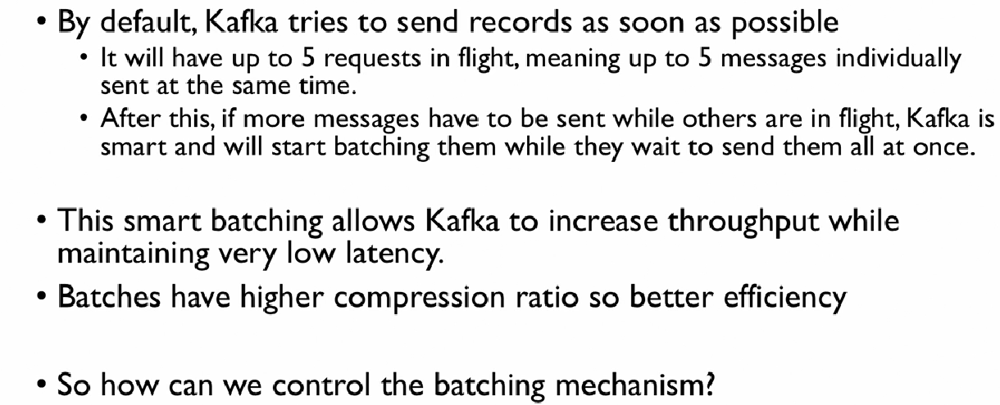 • By default, Kafka tries to send records as soon as possible
• It will have up to 5 requests in flight, meaning up to 5 messages individually
sent at the same time.
• After this, if more messages have to be sent while others are in flight, Kafka is
smart and will start batching them while they wait to send them all at once.
• This smart batching allows Kafka to increase throughput while
maintaining very low latency.
• Batches have higher compression ratio so better efficiency
• So how can we control the batching mechanism?